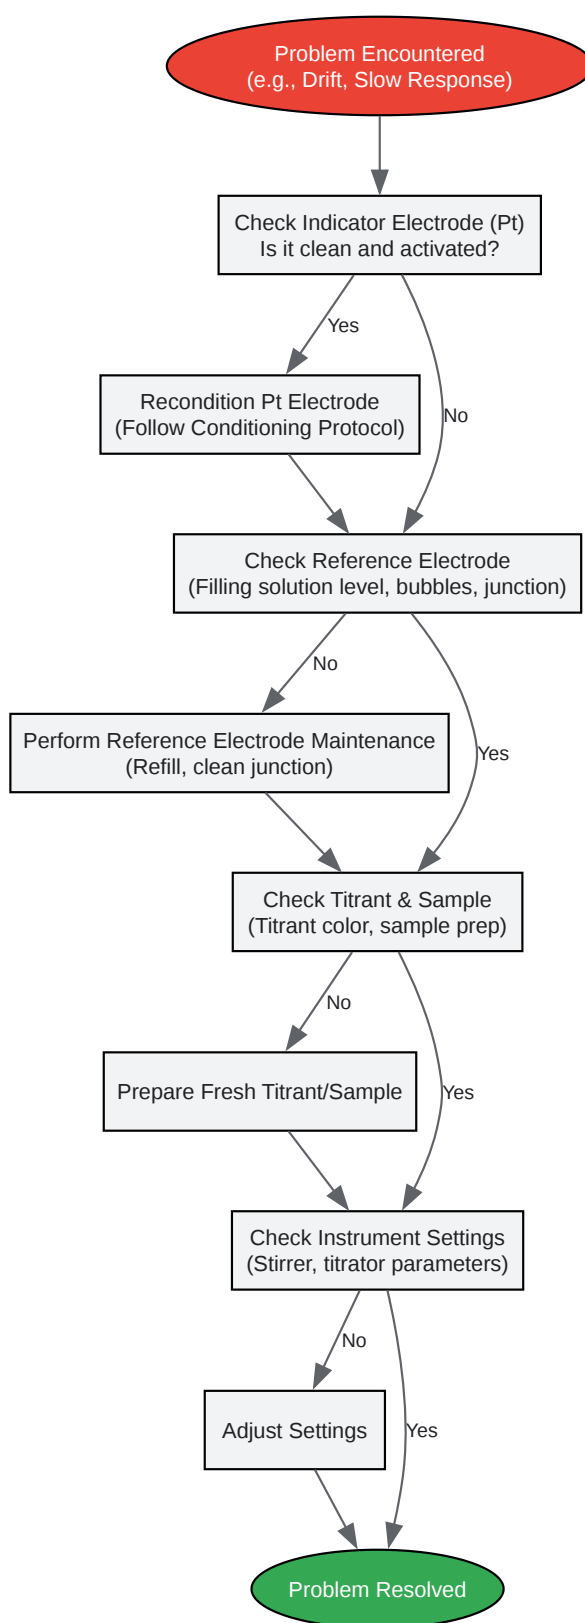 Problem Encountered
(e.g., Drift, Slow Response)
Check Indicator Electrode (Pt)
Is it clean and activated?
Yes
Recondition Pt Electrode
(Follow Conditioning Protocol)
No
Check Reference Electrode
(Filling solution level, bubbles, junction)
No
Perform Reference Electrode Maintenance
(Refill, clean junction)
Yes
Check Titrant & Sample
(Titrant color, sample prep)
No
Prepare Fresh Titrant/Sample
Yes
Check Instrument Settings
(Stirrer, titrator parameters)
No
Adjust Settings
Yes
Problem Resolved